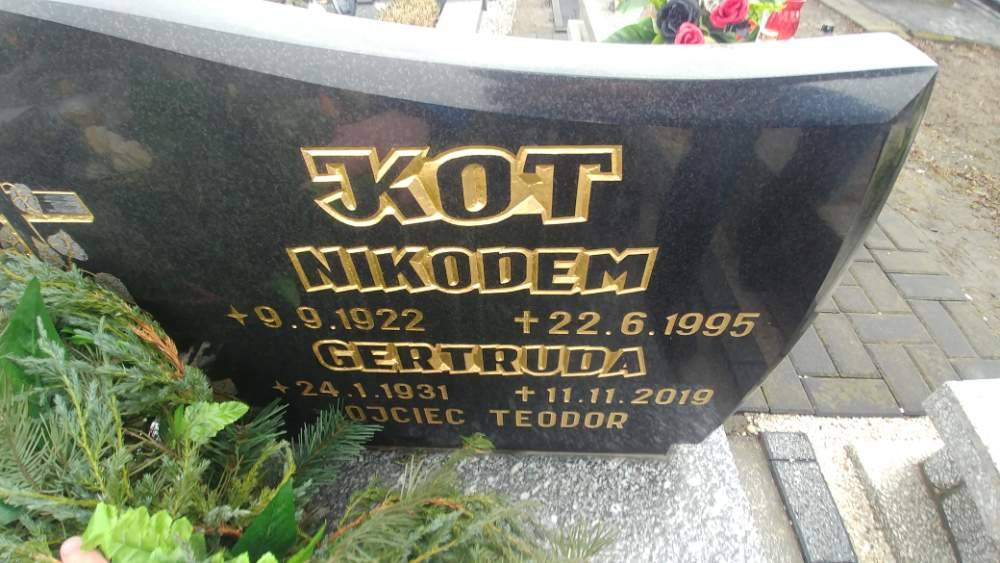 KOT
NIKODEM
9.9.1922 22.6.1995
GERTRUDA
24.1.1931 11.11.2019
OJCIEC TEODOR